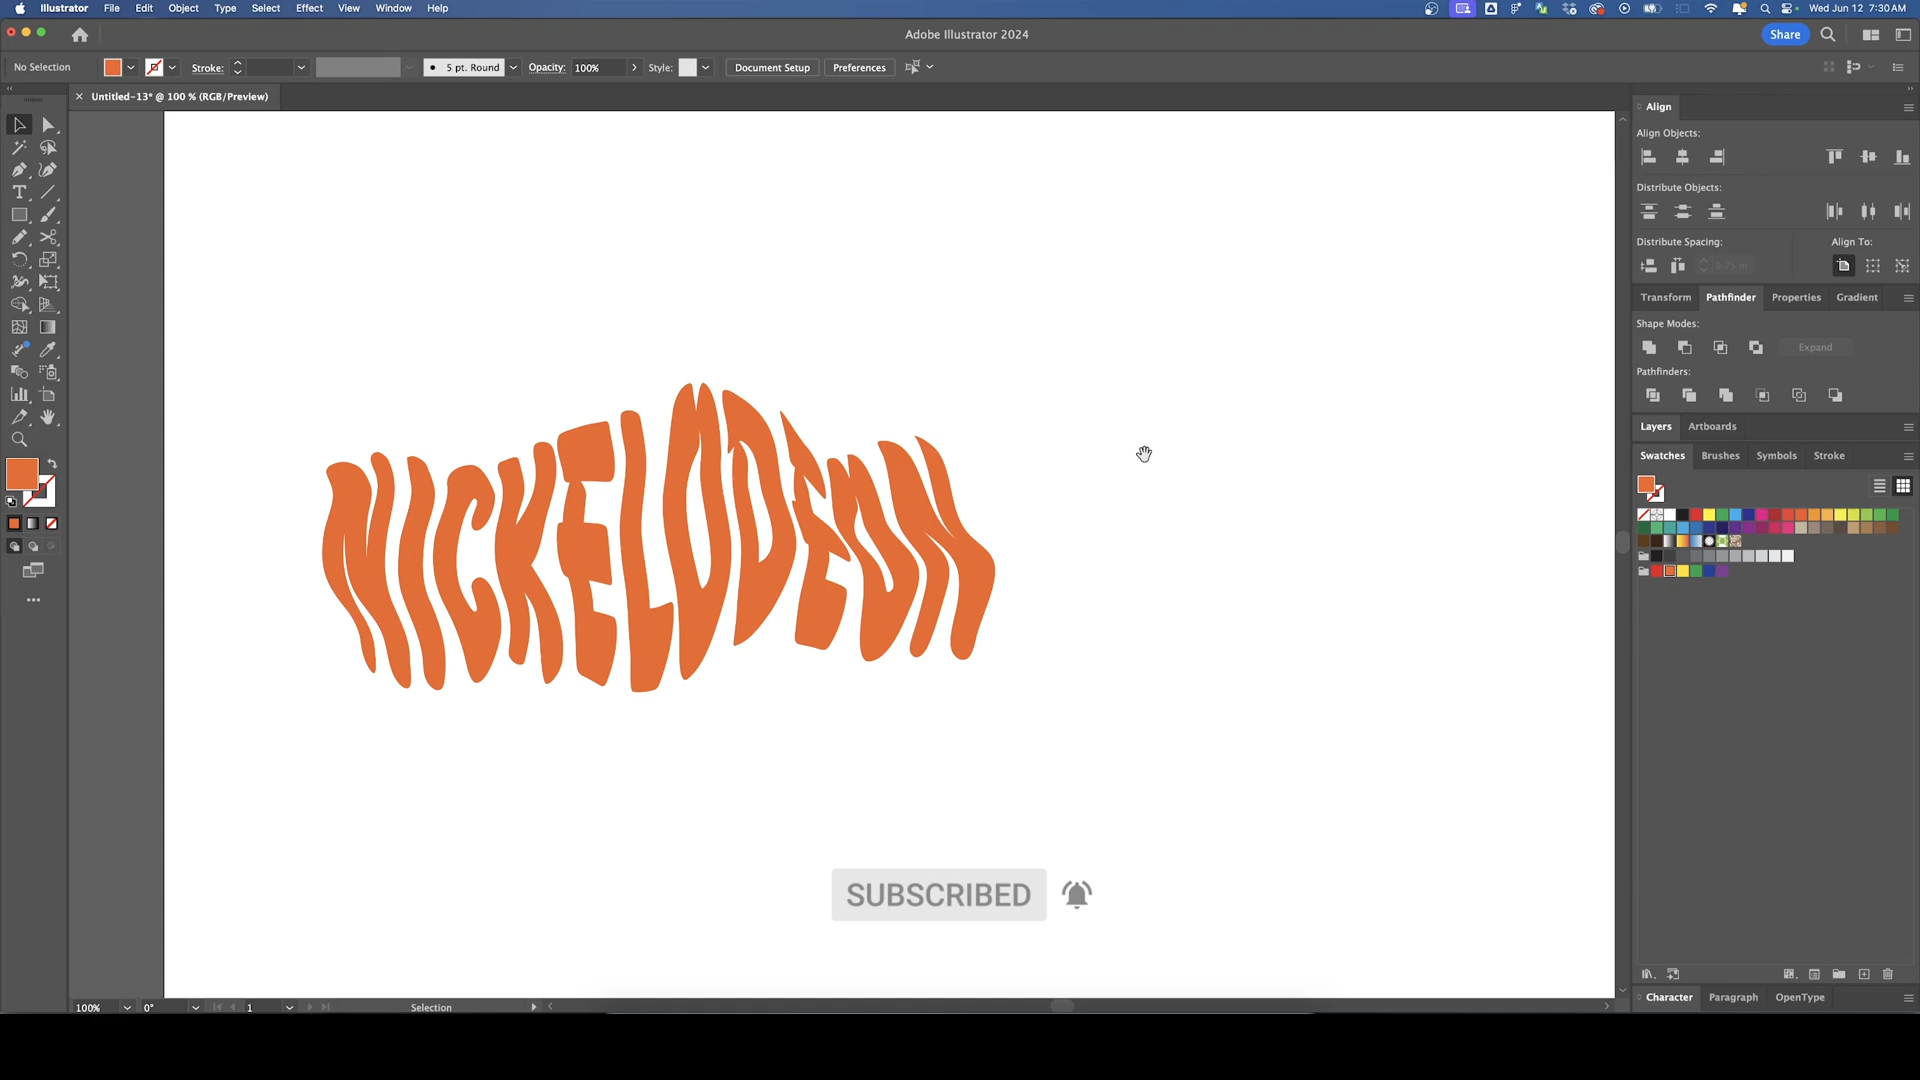 Illustrator File Edit Object Type Select Effect View Window Help
Wed Jun 12 7:30 AM
Adobe Illustrator 2024
Share
No Selection
Stroke:
5 pt. Round
Opacity: 100%
Style:
Document Setup
Preferences
Untitled-13* @ 100 % (RGB/Preview)
Align
Align Objects:
Distribute Objects:
Distribute Spacing:
Align To:
Transform Pathfinder Properties Gradient
Shape Modes:
Expand
Pathfinders:
Layers Artboards
Swatches Brushes Symbols Stroke
NICKELODEON
SUBSCRIBED
100%
0°
1
Selection
Character Paragraph OpenType